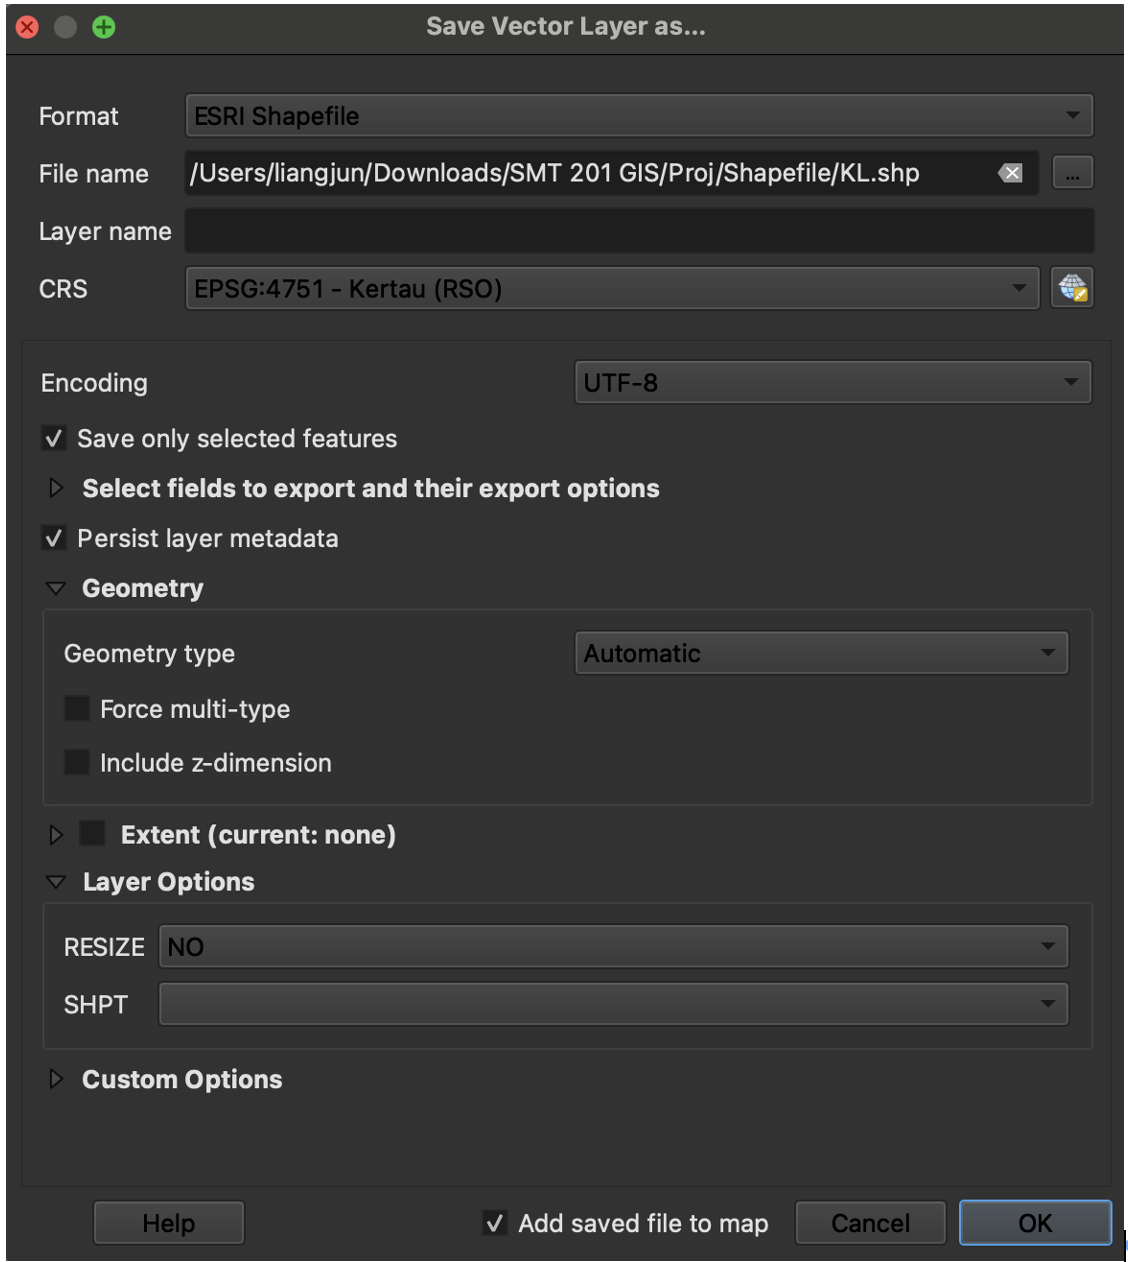 Save Vector Layer as...
Format ESRI Shapefile
File name /Users/liangjun/Downloads/SMT 201 GIS/Proj/Shapefile/KL.shp ...
Layer name
CRS EPSG:4751 - Kertau (RSO)
Encoding UTF-8
Save only selected features
Select fields to export and their export options
Persist layer metadata
Geometry
Geometry type Automatic
Force multi-type
Include z-dimension
Extent (current: none)
Layer Options
RESIZE NO
SHPT
Custom Options
Help Add saved file to map Cancel OK